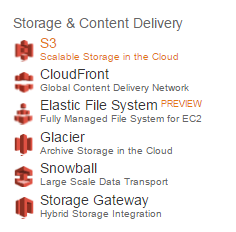 Storage & Content Delivery
S3
Scalable Storage in the Cloud
CloudFront
Global Content Delivery Network
Elastic File System PREVIEW
Fully Managed File System for EC2
Glacier
Archive Storage in the Cloud
Snowball
Large Scale Data Transport
Storage Gateway
Hybrid Storage Integration